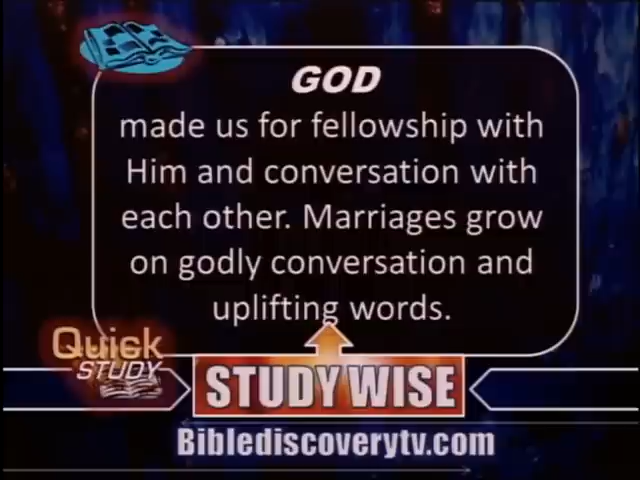 GOD
made us for fellowship with
Him and conversation with
each other. Marriages grow
on godly conversation and
uplifting words.
Quick
STUDY
STUDY WISE
Biblediscoverytv.com